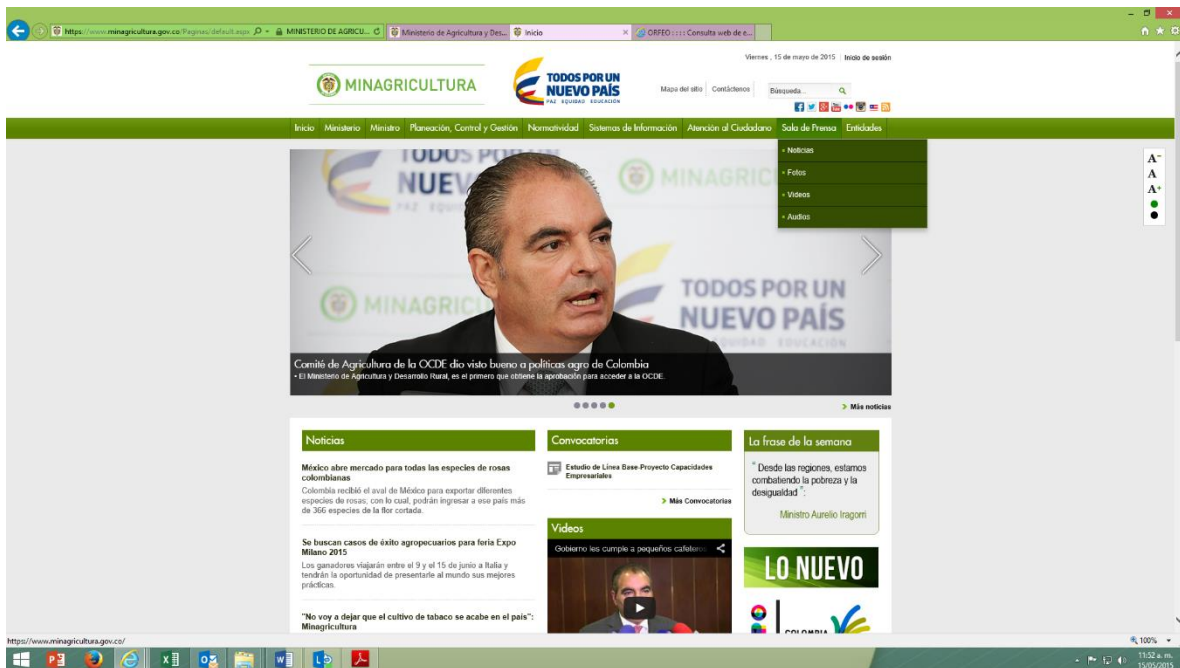 https://www.minagricultura.gov.co/Paginas/default.aspx
MINISTERIO DE AGRICU...
Ministerio de Agricultura y Des...
Inicio
ORFEO :::: Consulta web de e...
Viernes , 15 de mayo de 2015 Inicio de sesión
MINAGRICULTURA
TODOS POR UN
NUEVO PAÍS
PAZ EQUIDAD EDUCACIÓN
Mapa del sitio Contáctenos Búsqueda...
Inicio Ministerio Ministro Planeación, Control y Gestión Normatividad Sistemas de Información Atención al Ciudadano Sala de Prensa Entidades
Noticias
Fotos
Videos
Audios
A-
A
A+
TODOS POR UN
NUEV
PAZ EQUI
MINAGRIC
MINAGRICU
TODOS POR UN
NUEVO PAÍS
EQUIDAD EDUCACIÓN
Comité de Agricultura de la OCDE dio visto bueno a políticas agro de Colombia
• El Ministerio de Agricultura y Desarrollo Rural, es el primero que obtiene la aprobación para acceder a la OCDE.
Más noticias
Noticias
México abre mercado para todas las especies de rosas
colombianas
Colombia recibió el aval de México para exportar diferentes
especies de rosas; con lo cual, podrán ingresar a ese país más
de 366 especies de la flor cortada.
Se buscan casos de éxito agropecuarios para feria Expo
Milano 2015
Los ganadores viajarán entre el 9 y el 15 de junio a Italia y
tendrán la oportunidad de presentarle al mundo sus mejores
prácticas.
"No voy a dejar que el cultivo de tabaco se acabe en el país":
Minagricultura
Convocatorias
Estudio de Línea Base-Proyecto Capacidades
Empresariales
Más Convocatorias
Videos
Gobierno les cumple a pequeños cafeteros
La frase de la semana
" Desde las regiones, estamos
combatiendo la pobreza y la
desigualdad ":
Ministro Aurelio Iragorri
LO NUEVO
COLOMBIA
https://www.minagricultura.gov.co/
100%
11:52 a. m.
15/05/2015